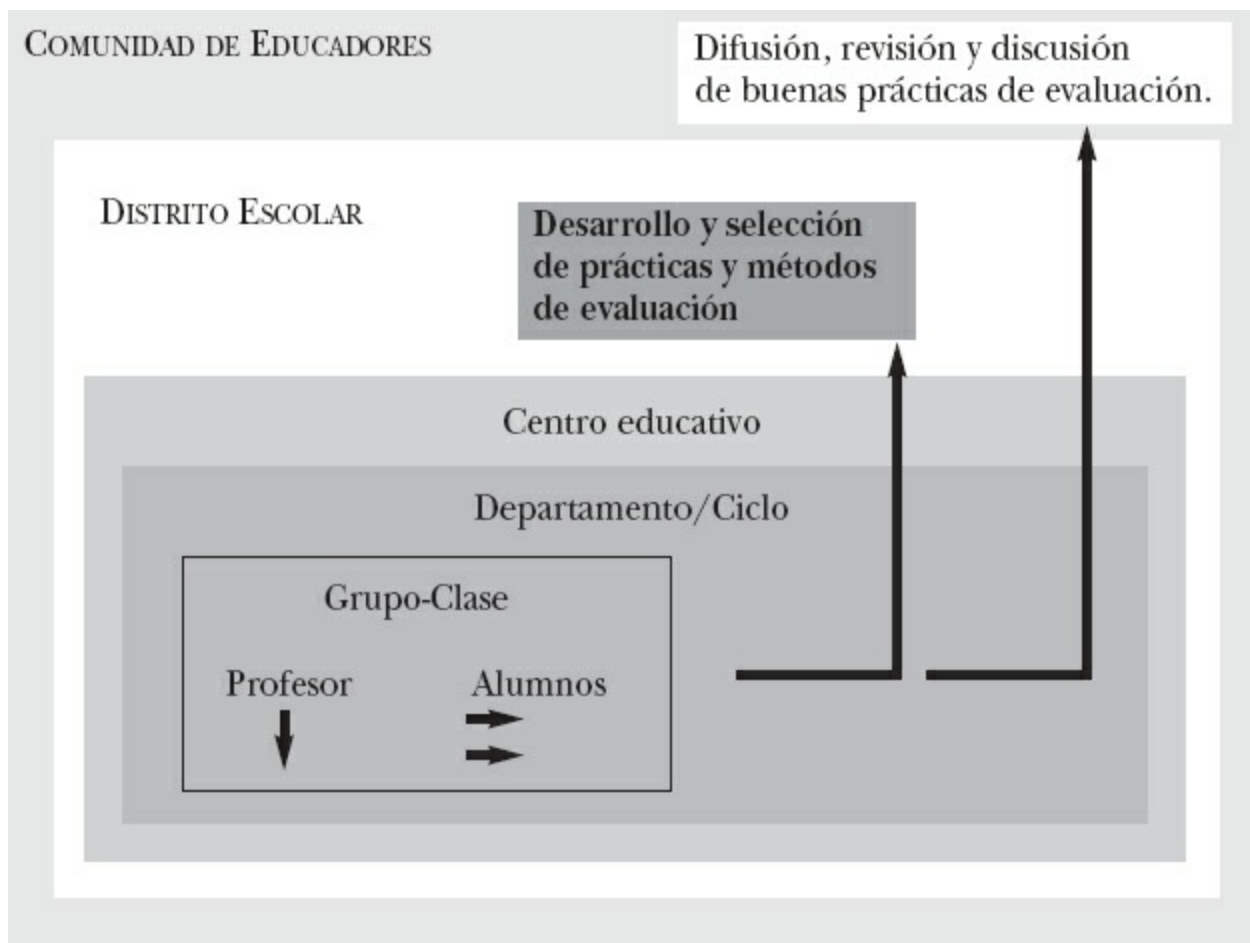 COMUNIDAD DE EDUCADORES
Difusión, revisión y discusión
de buenas prácticas de evaluación.
DISTRITO ESCOLAR
Desarrollo y selección
de prácticas y métodos
de evaluación
Centro educativo
Departamento/Ciclo
Grupo-Clase
Profesor Alumnos